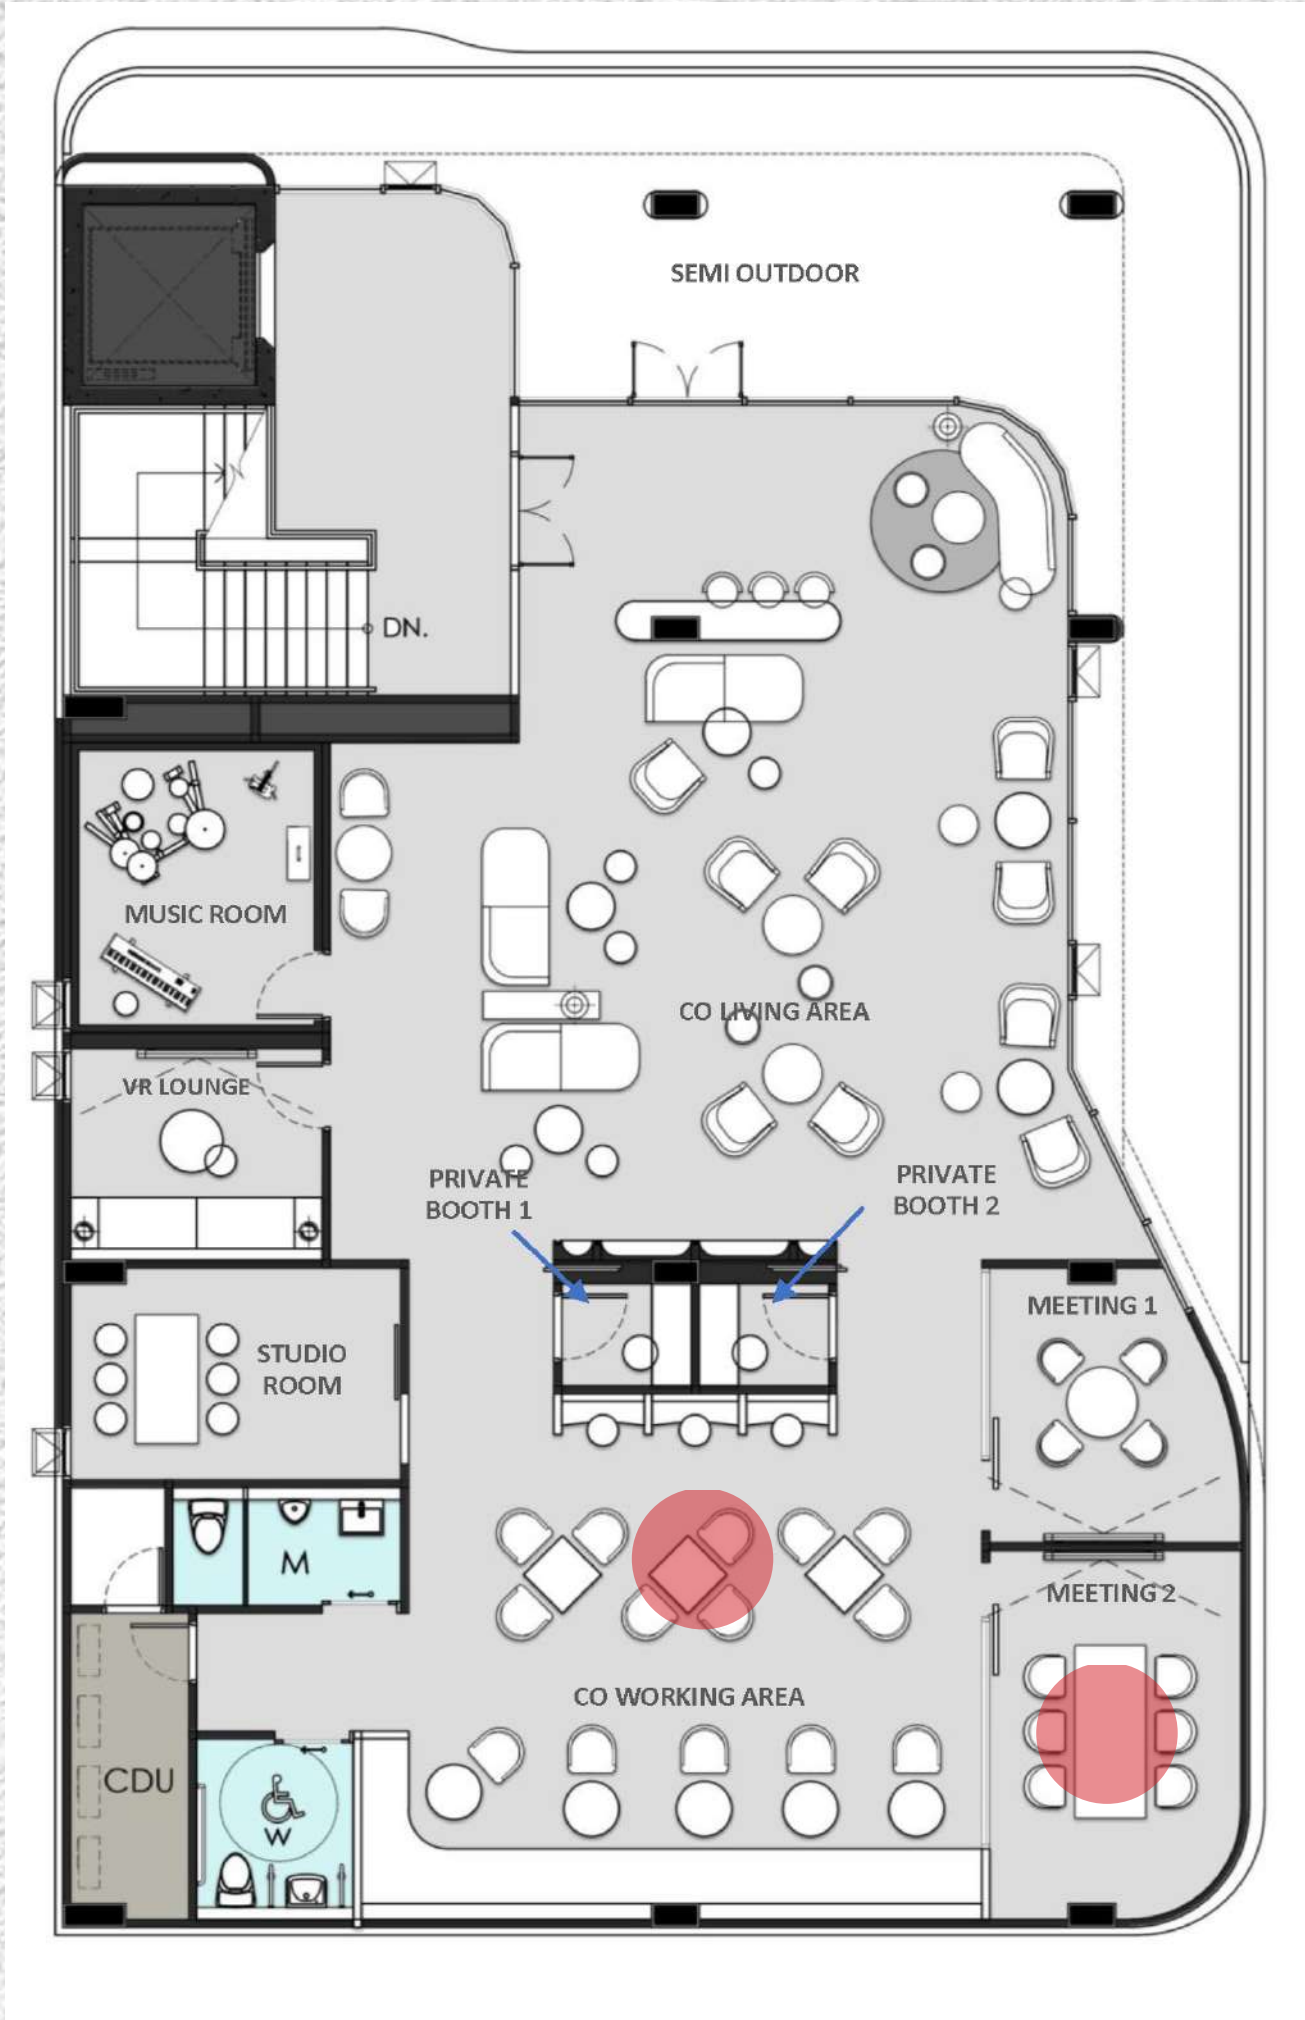 SEMI OUTDOOR
DN.
MUSIC ROOM
CO LIVING AREA
VR LOUNGE
PRIVATE
BOOTH 1
PRIVATE
BOOTH 2
MEETING 1
STUDIO
ROOM
M
MEETING 2
CO WORKING AREA
CDU
W